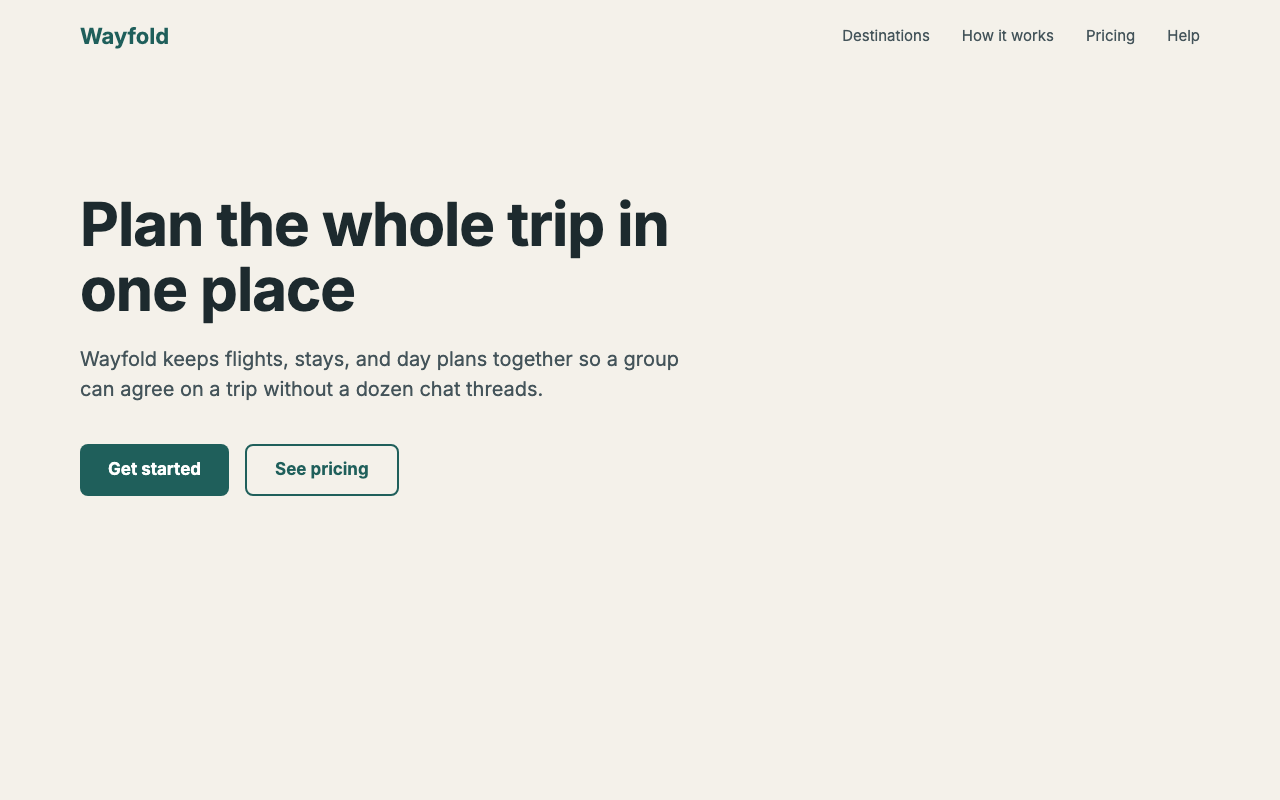 Wayfold
Destinations How it works Pricing Help
Plan the whole trip in
one place
Wayfold keeps flights, stays, and day plans together so a group
can agree on a trip without a dozen chat threads.
Get started See pricing